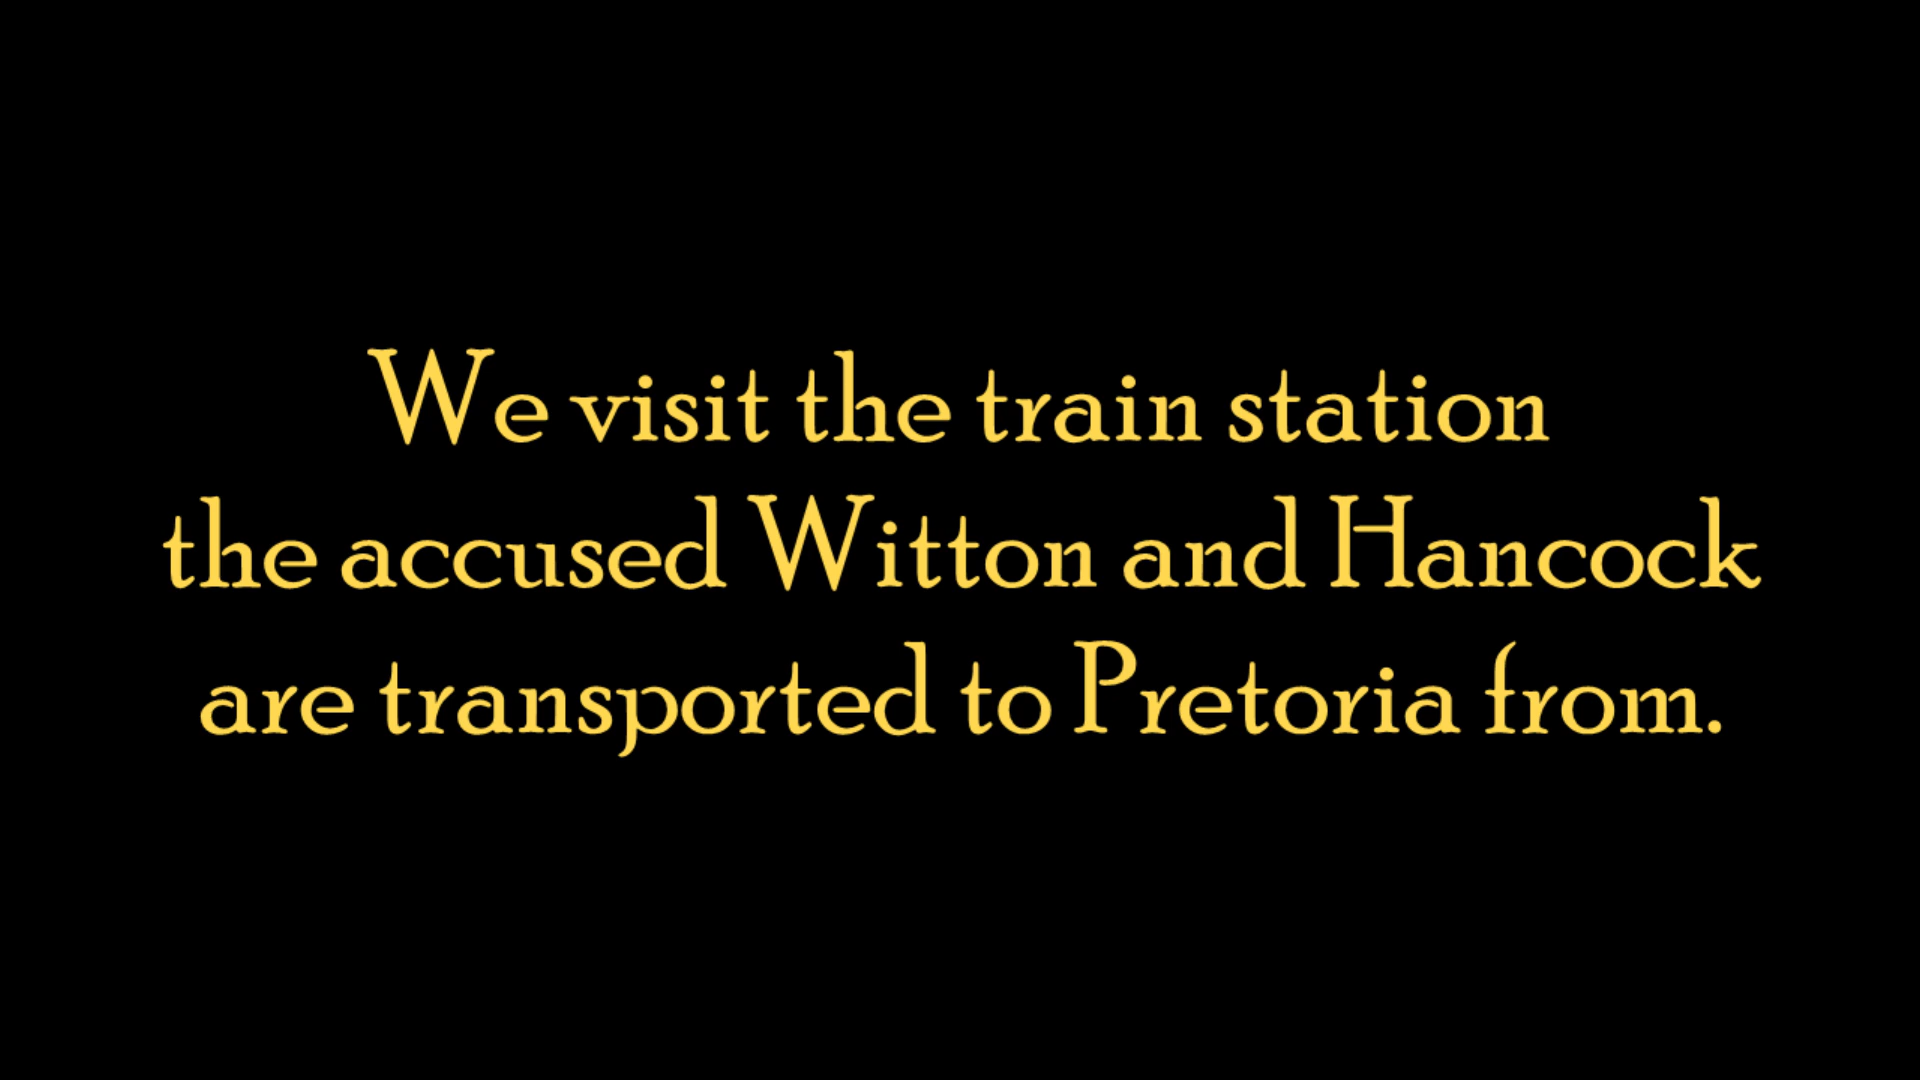 We visit the train station
the accused Witton and Hancock
are transported to Pretoria from.